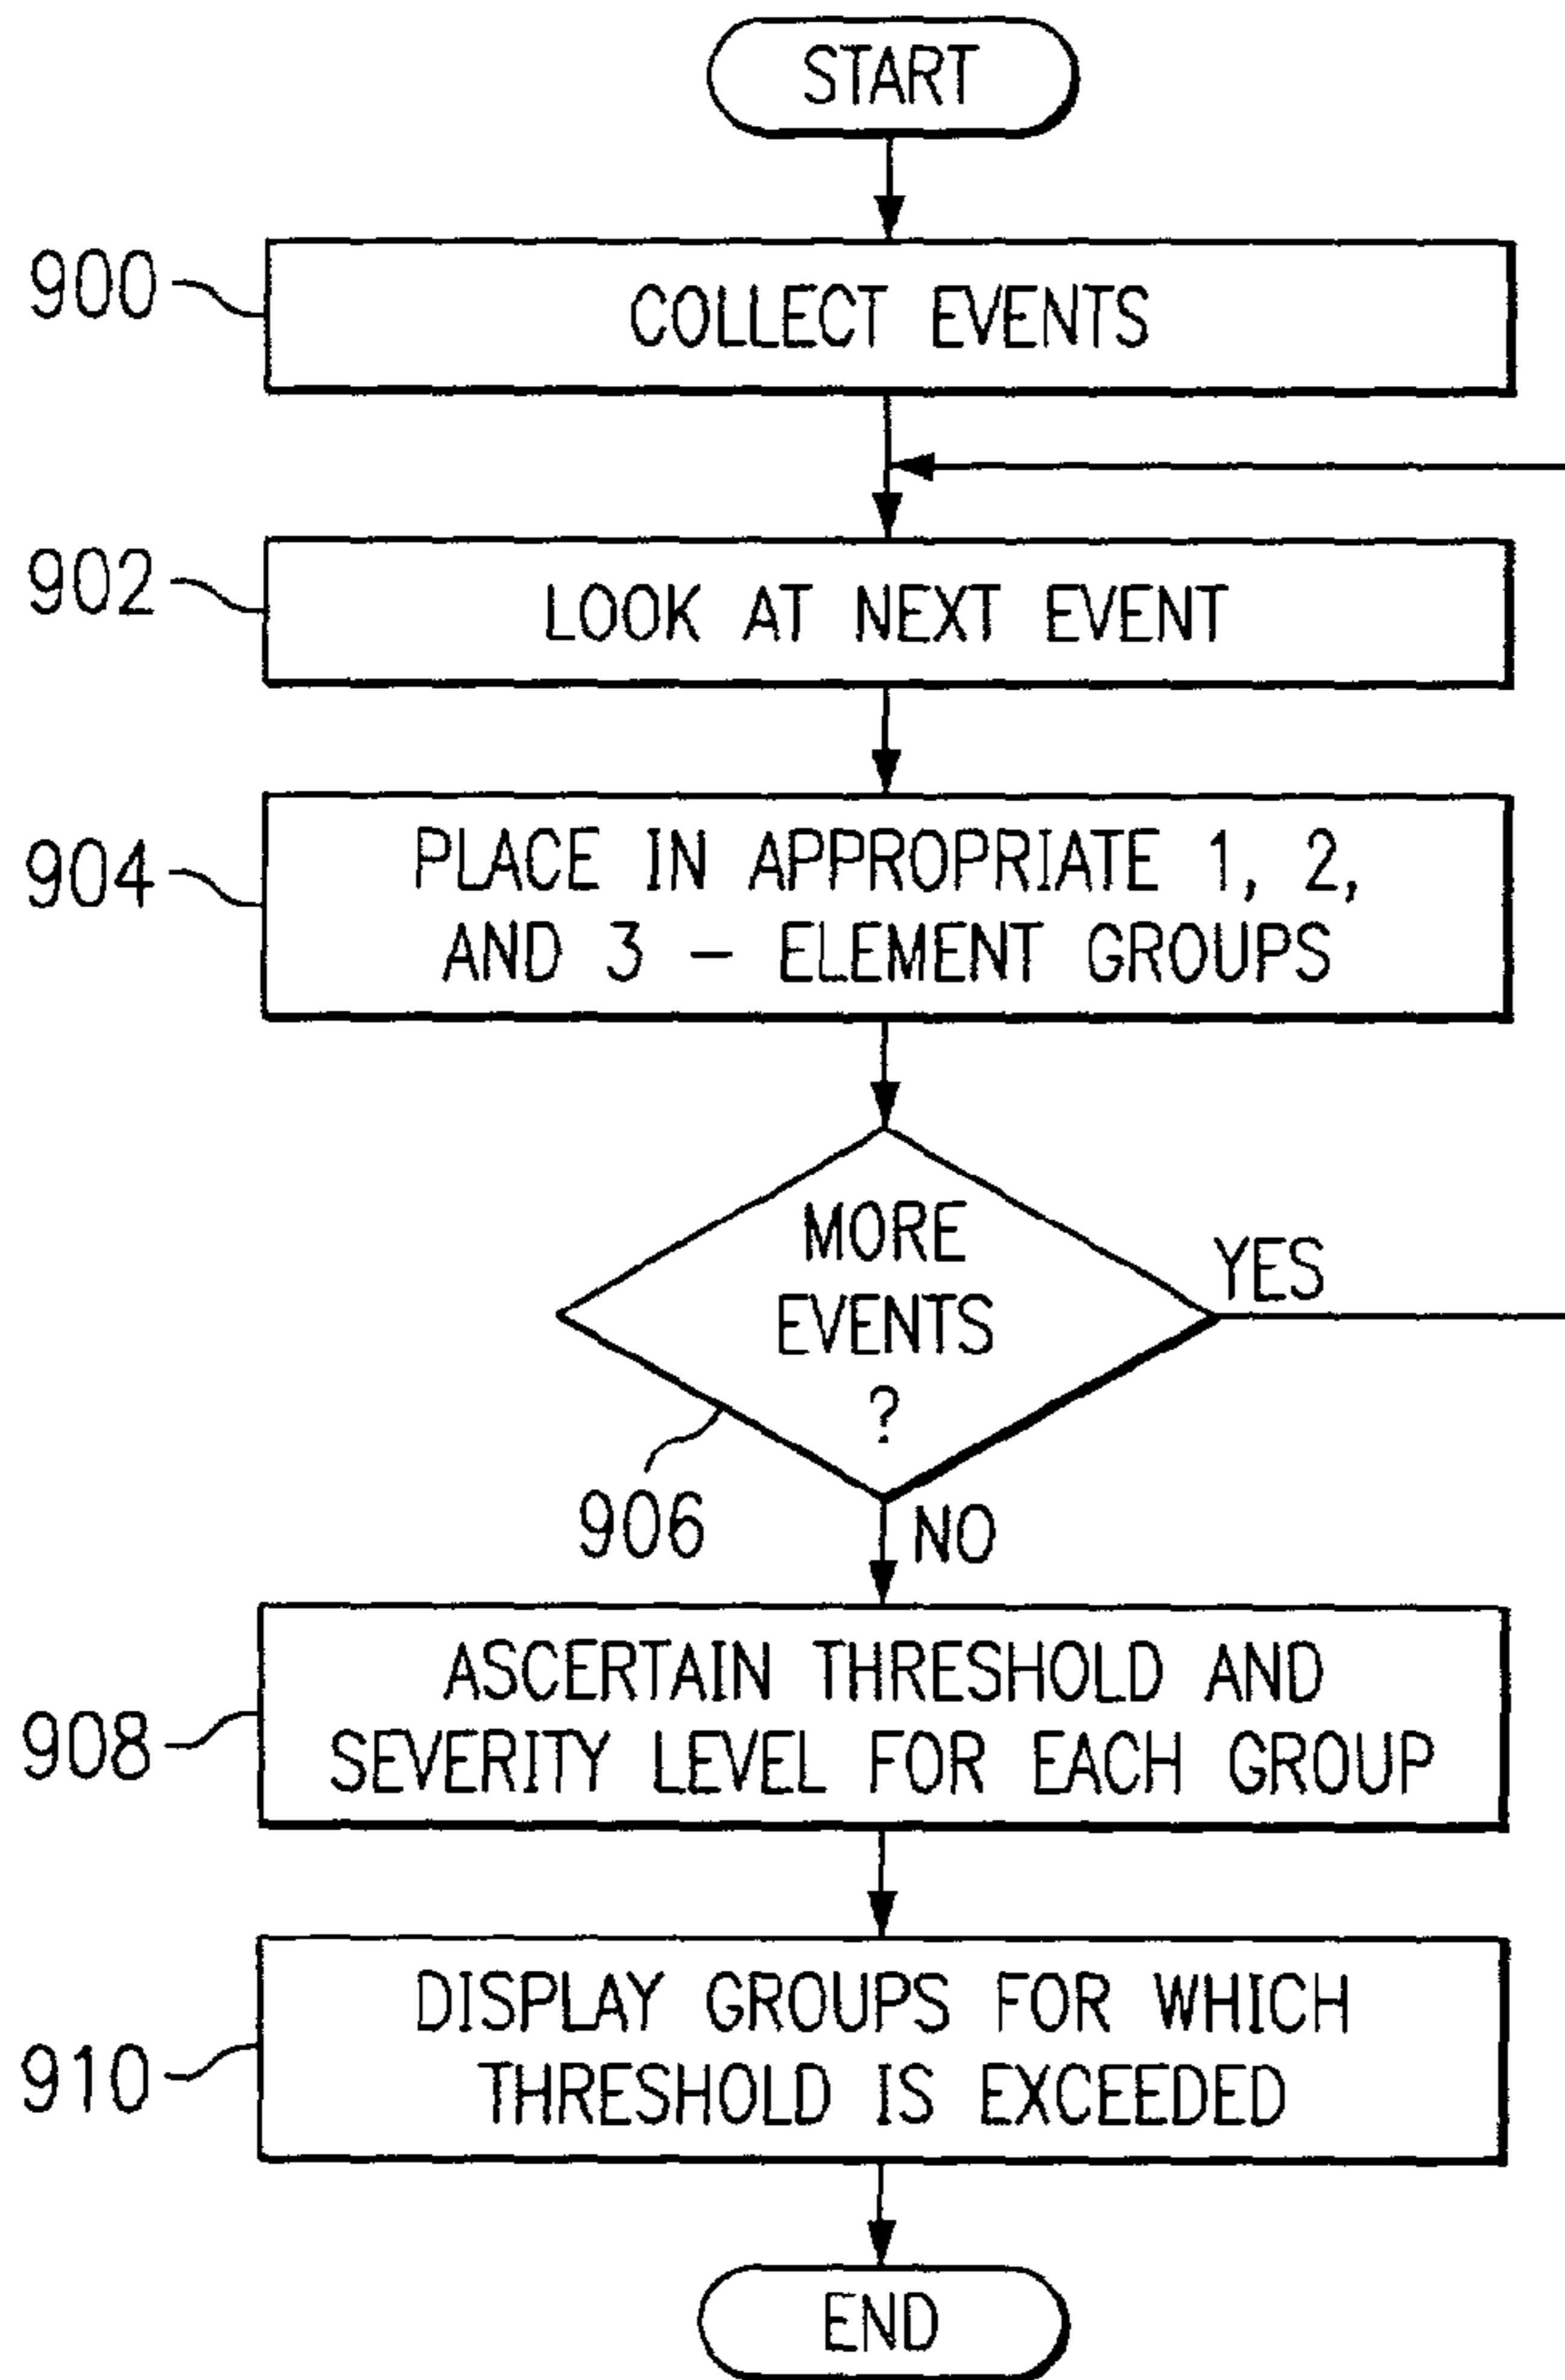 START
900
COLLECT EVENTS
902
LOOK AT NEXT EVENT
904
PLACE IN APPROPRIATE 1, 2,
AND 3 – ELEMENT GROUPS
MORE
EVENTS
?
YES
906
NO
908
ASCERTAIN THRESHOLD AND
SEVERITY LEVEL FOR EACH GROUP
910
DISPLAY GROUPS FOR WHICH
THRESHOLD IS EXCEEDED
END